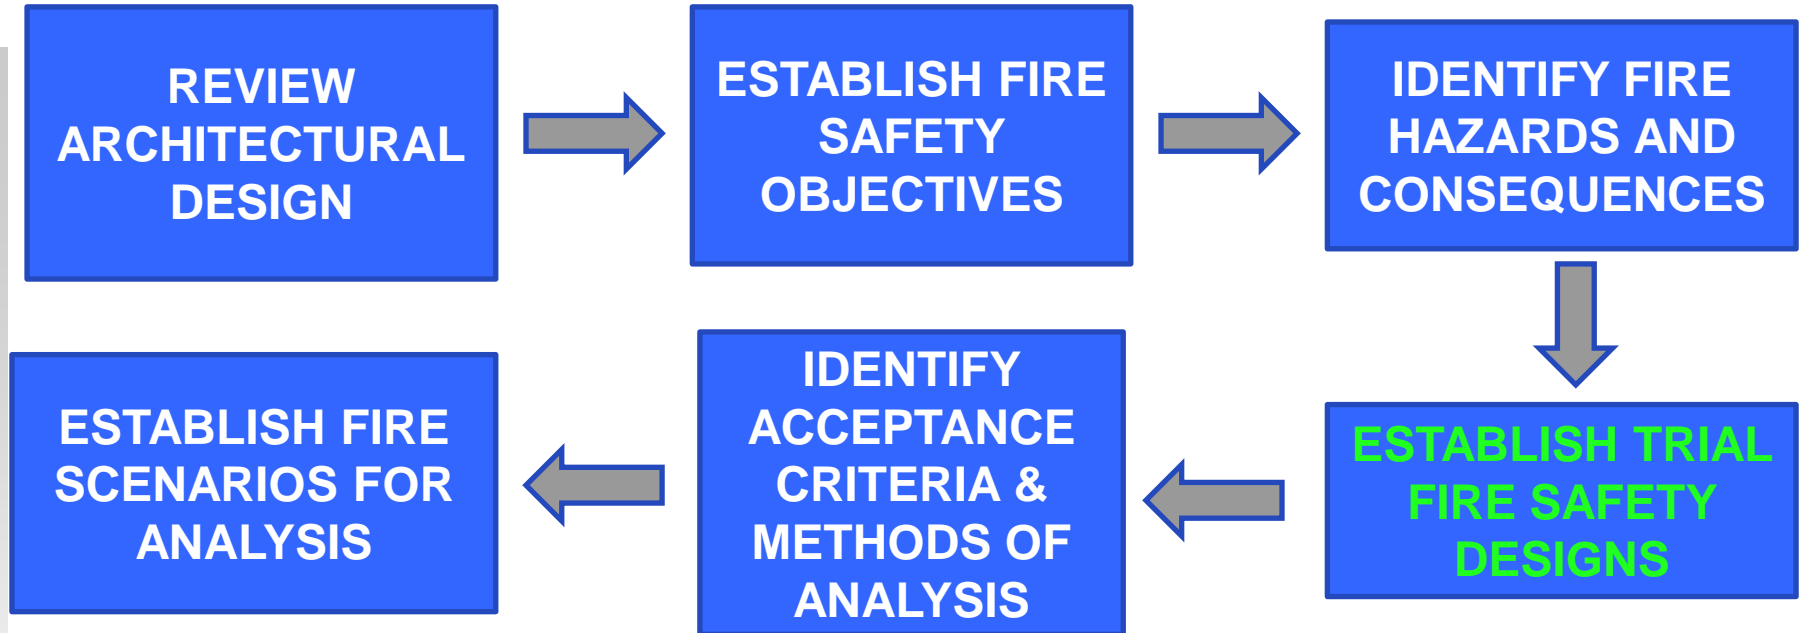 REVIEW
ARCHITECTURAL
DESIGN
ESTABLISH FIRE
SAFETY
OBJECTIVES
IDENTIFY FIRE
HAZARDS AND
CONSEQUENCES
ESTABLISH TRIAL
FIRE SAFETY
DESIGNS
IDENTIFY
ACCEPTANCE
CRITERIA &
METHODS OF
ANALYSIS
ESTABLISH FIRE
SCENARIOS FOR
ANALYSIS